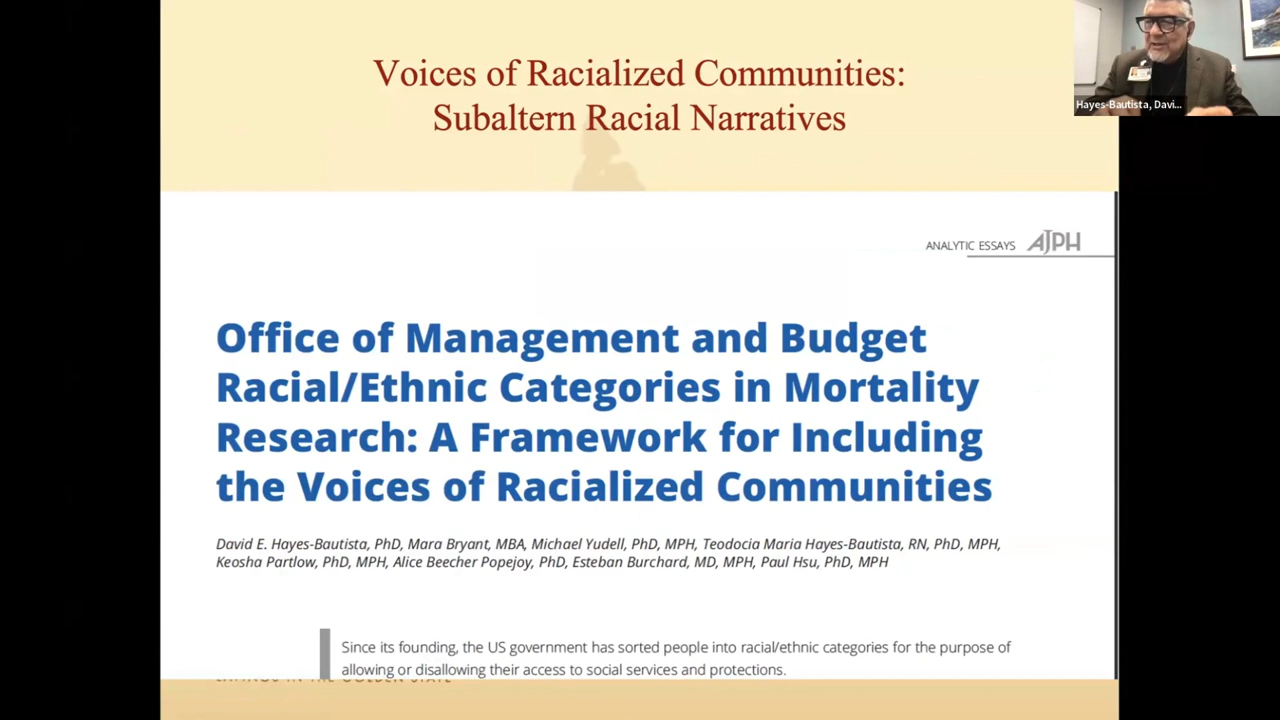 Voices of Racialized Communities:
Subaltern Racial Narratives
Hayes-Bautista, Davi...
ANALYTIC ESSAYS AJPH
Office of Management and Budget
Racial/Ethnic Categories in Mortality
Research: A Framework for Including
the Voices of Racialized Communities
David E. Hayes-Bautista, PhD, Mara Bryant, MBA, Michael Yudell, PhD, MPH, Teodocia Maria Hayes-Bautista, RN, PhD, MPH,
Keosha Partlow, PhD, MPH, Alice Beecher Popejoy, PhD, Esteban Burchard, MD, MPH, Paul Hsu, PhD, MPH
Since its founding, the US government has sorted people into racial/ethnic categories for the purpose of
allowing or disallowing their access to social services and protections.